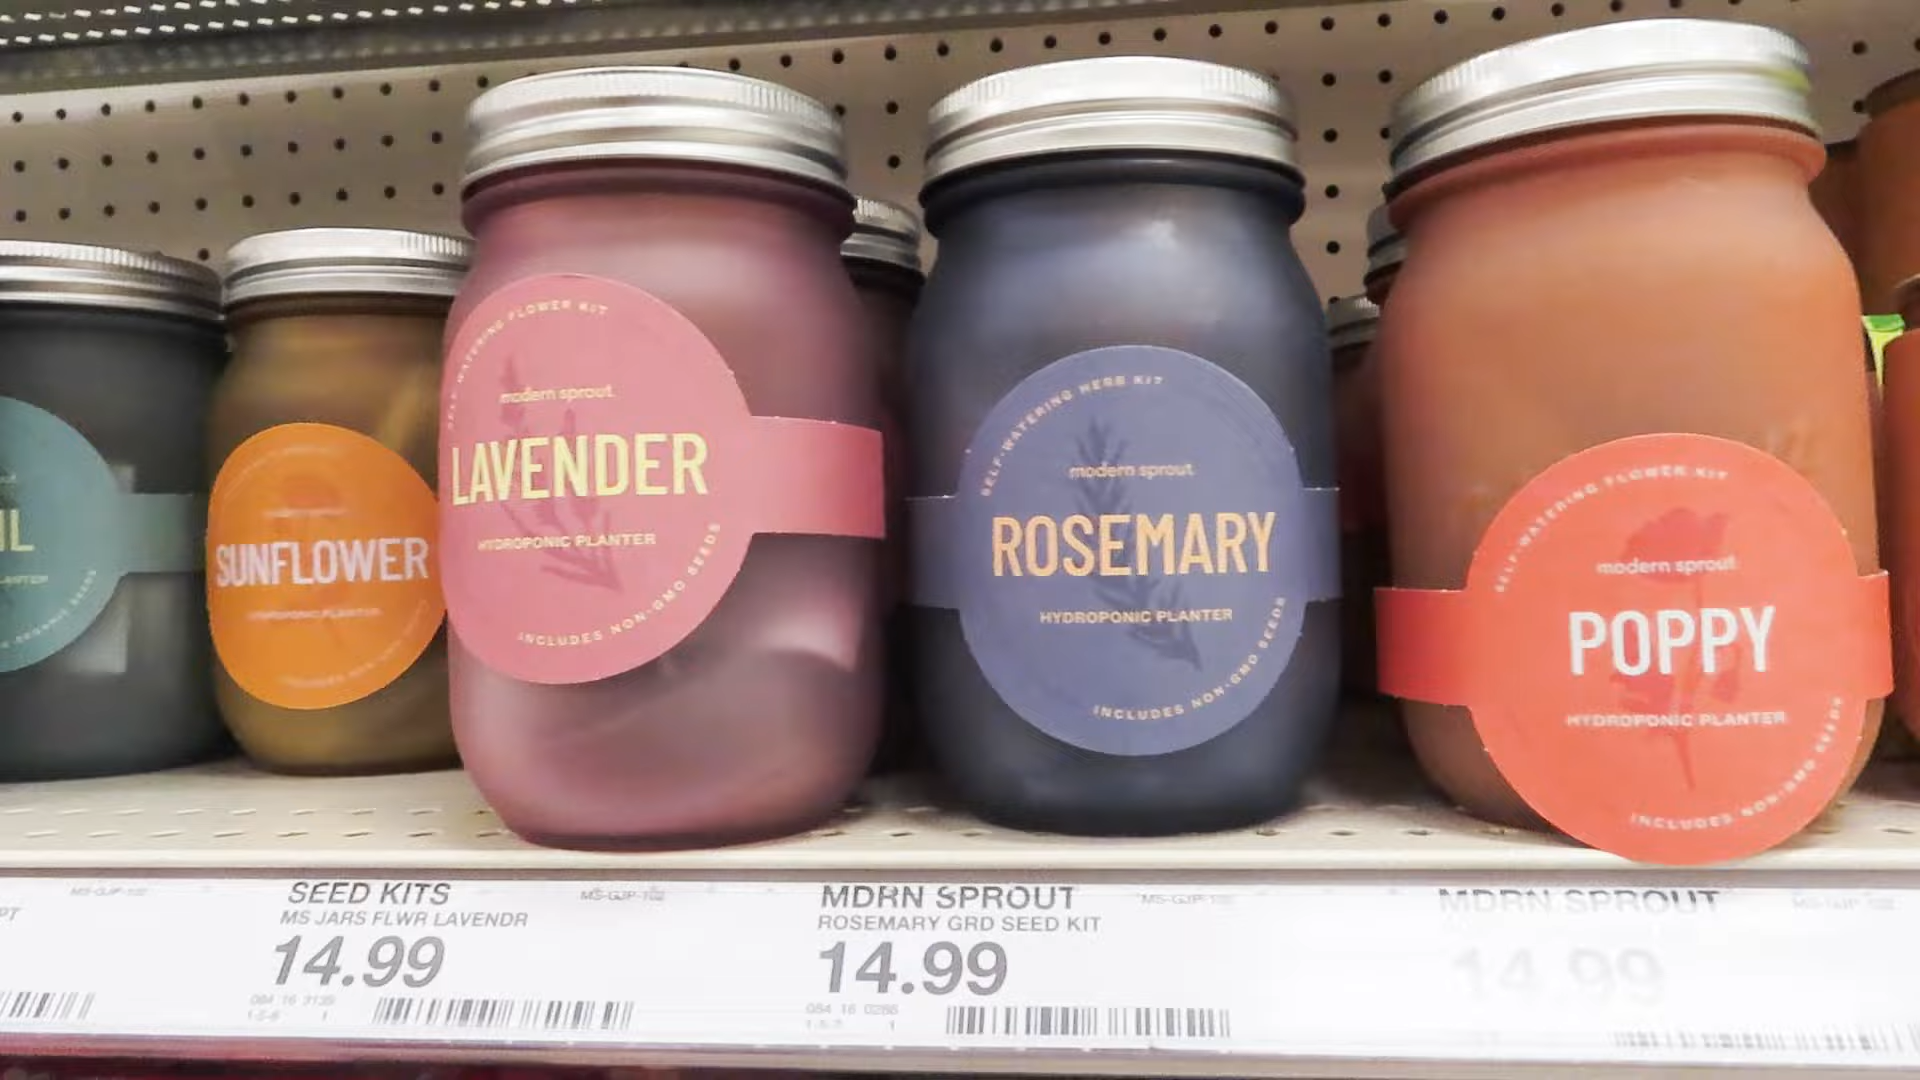 IL
SUNFLOWER
HYDROPONIC PLANTER
SELF-WATERING FLOWER KIT
modern sprout
LAVENDER
HYDROPONIC PLANTER
INCLUDES NON-GMO SEEDS
SELF-WATERING HERB KIT
modern sprout
ROSEMARY
HYDROPONIC PLANTER
INCLUDES NON-GMO SEEDS
SELF-WATERING FLOWER KIT
modern sprout
POPPY
HYDROPONIC PLANTER
INCLUDES NON-GMO SEEDS
PT
SEED KITS
MS JARS FLWR LAVENDR
14.99
MDRN SPROUT
ROSEMARY GRD SEED KIT
14.99
MDRN SPROUT
14.99